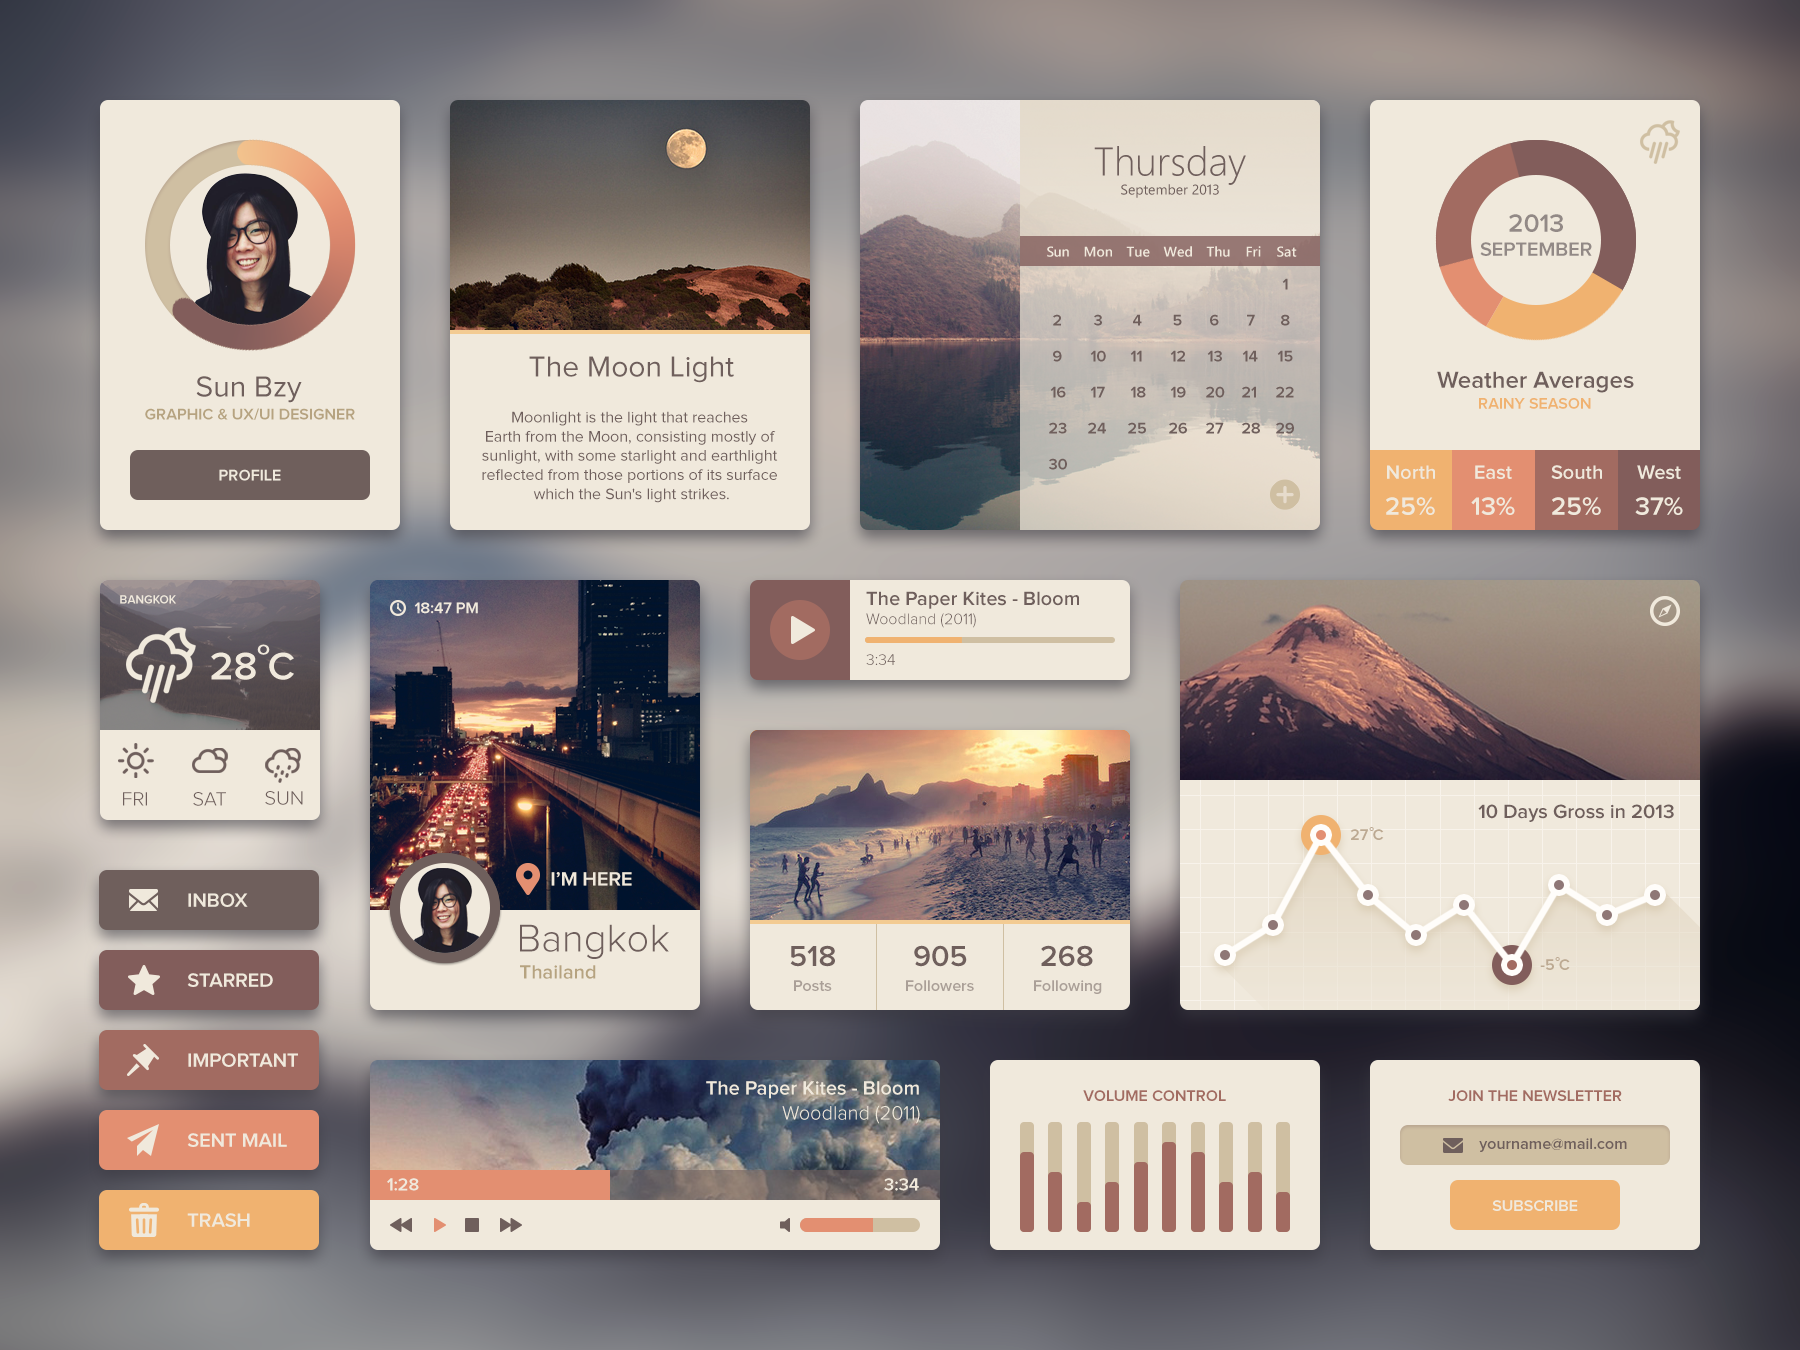 Sun Bzy
GRAPHIC & UX/UI DESIGNER
PROFILE
The Moon Light
Moonlight is the light that reaches
Earth from the Moon, consisting mostly of
sunlight, with some starlight and earthlight
reflected from those portions of its surface
which the Sun's light strikes.
Thursday
September 2013
Sun Mon Tue Wed Thu Fri Sat
1
2 3 4 5 6 7 8
9 10 11 12 13 14 15
16 17 18 19 20 21 22
23 24 25 26 27 28 29
30
2013
SEPTEMBER
Weather Averages
RAINY SEASON
North East South West
25% 13% 25% 37%
BANGKOK
28°C
FRI SAT SUN
18:47 PM
I'M HERE
Bangkok
Thailand
The Paper Kites - Bloom
Woodland (2011)
3:34
518 905 268
Posts Followers Following
10 Days Gross in 2013
27°C
-5°C
INBOX
STARRED
IMPORTANT
SENT MAIL
TRASH
The Paper Kites - Bloom
Woodland (2011)
1:28 3:34
VOLUME CONTROL
JOIN THE NEWSLETTER
yourname@mail.com
SUBSCRIBE